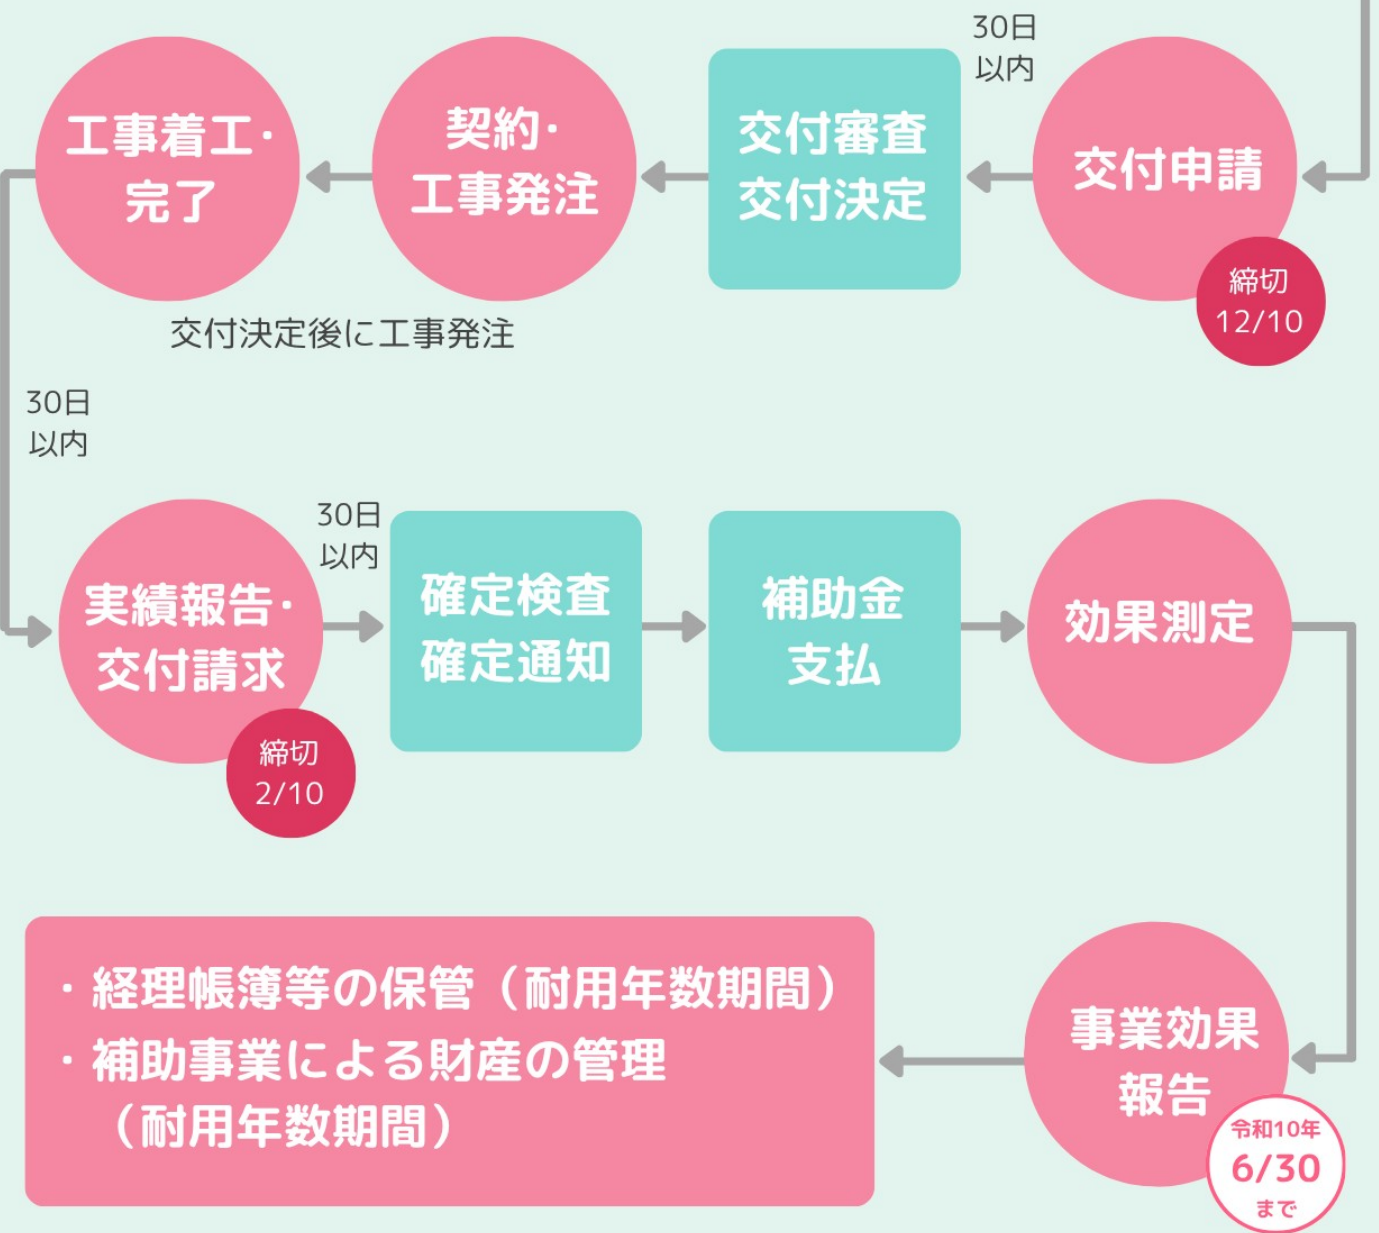 30日
以内
交付申請
締切
12/10
交付審査
交付決定
契約・
工事発注
工事着工・
完了
交付決定後に工事発注
30日
以内
実績報告・
交付請求
締切
2/10
30日
以内
確定検査
確定通知
補助金
支払
効果測定
事業効果
報告
令和10年
6/30
まで
・経理帳簿等の保管（耐用年数期間）
・補助事業による財産の管理
（耐用年数期間）